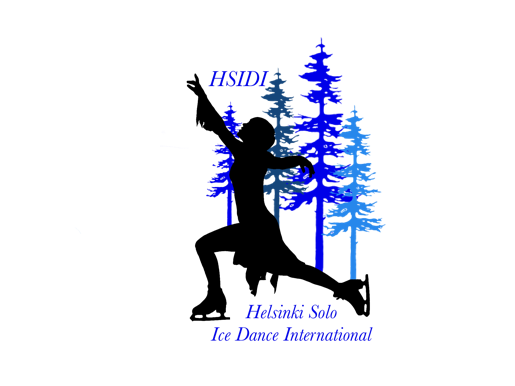 HSIDI
Helsinki Solo
Ice Dance International